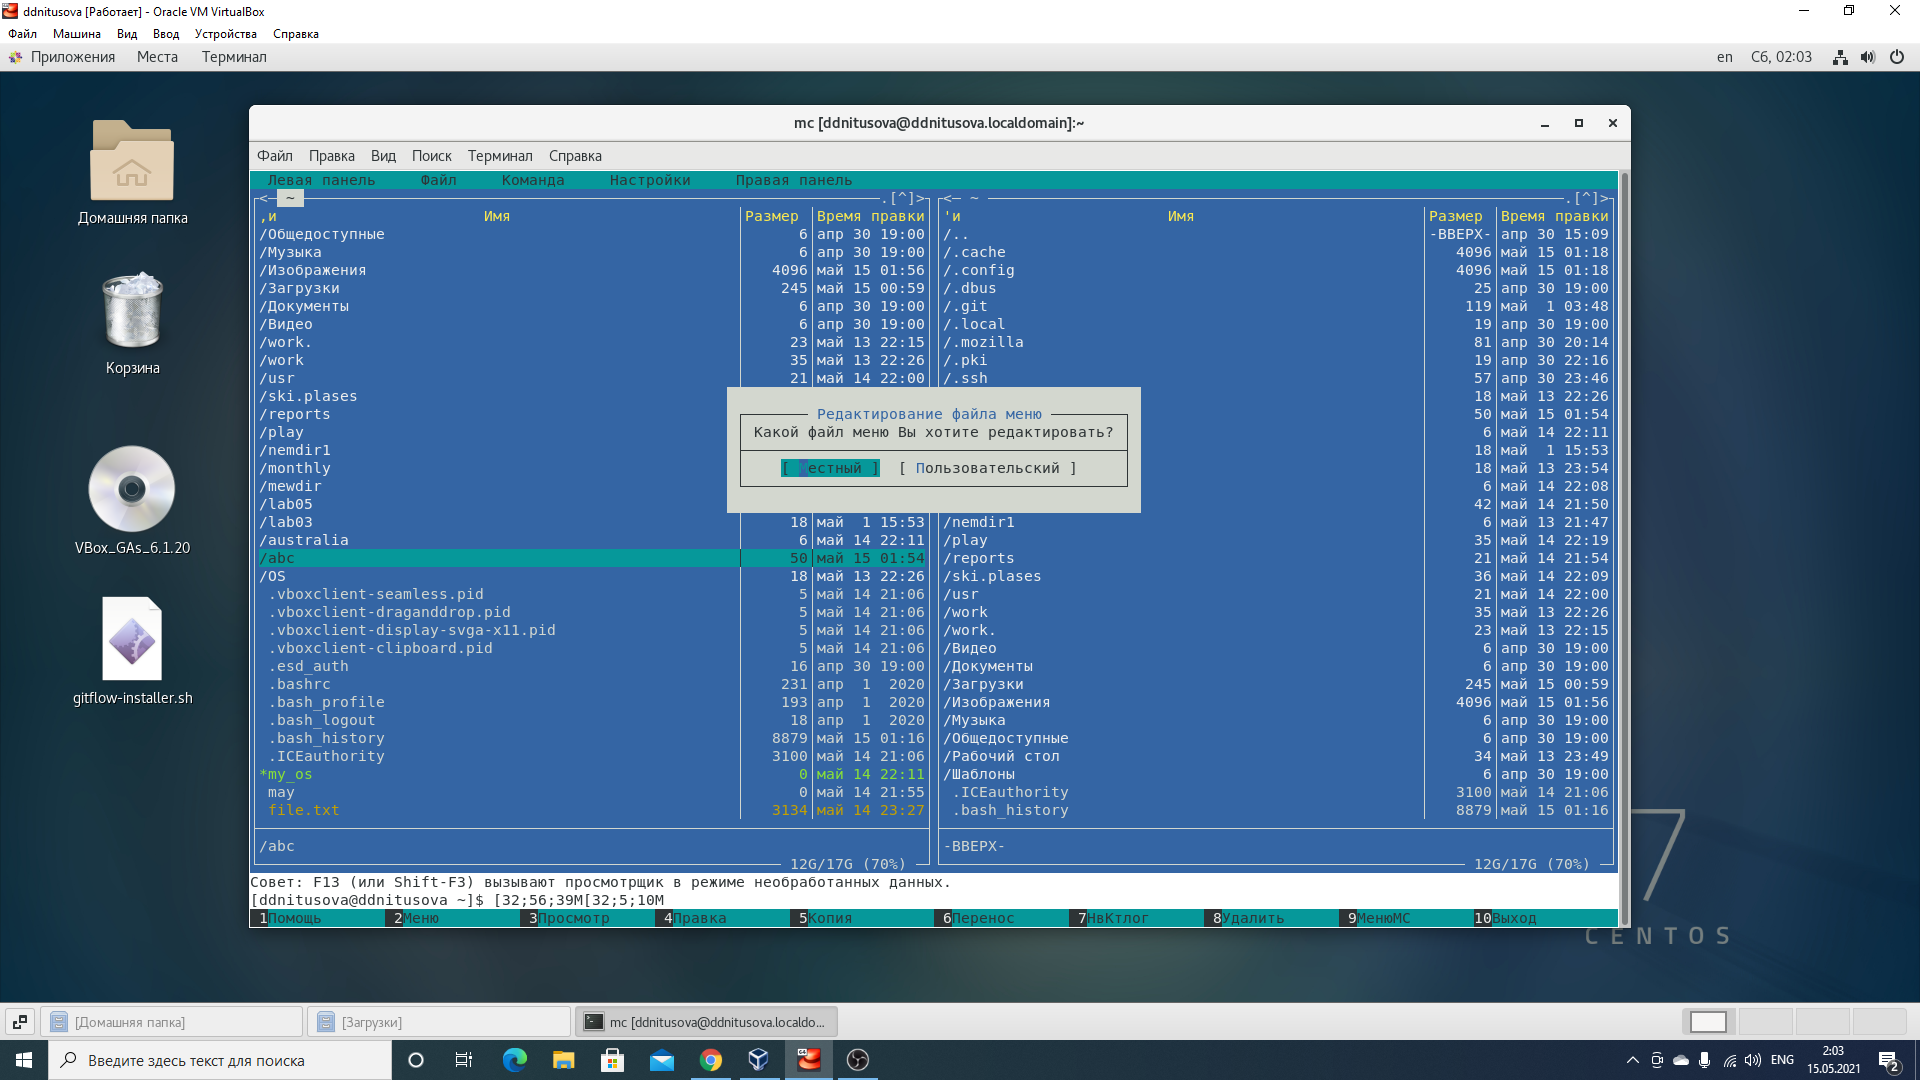 ddnitusova [Работает] - Oracle VM VirtualBox
Файл Машина Вид Ввод Устройства Справка
Приложения Места Терминал en Сб, 02:03
mc [ddnitusova@ddnitusova.localdomain]:~
Файл Правка Вид Поиск Терминал Справка
Левая панель Файл Команда Настройки Правая панель
<─ ~ .[^]> <─ ~ .[^]>
,и Имя Размер Время правки 'и Имя Размер Время правки
/Общедоступные 6 апр 30 19:00 /.. -ВВЕРХ- апр 30 15:09
/Музыка 6 апр 30 19:00 /.cache 4096 май 15 01:18
/Изображения 4096 май 15 01:56 /.config 4096 май 15 01:18
/Загрузки 245 май 15 00:59 /.dbus 25 апр 30 19:00
/Документы 6 апр 30 19:00 /.git 119 май 1 03:48
/Видео 6 апр 30 19:00 /.local 19 апр 30 19:00
/work. 23 май 13 22:15 /.mozilla 81 апр 30 20:14
/work 35 май 13 22:26 /.pki 19 апр 30 22:16
/usr 21 май 14 22:00 /.ssh 57 апр 30 23:46
/ski.plases 18 май 13 22:26
/reports Редактирование файла меню 50 май 15 01:54
/play Какой файл меню Вы хотите редактировать? 6 май 14 22:11
/nemdir1 18 май 1 15:53
/monthly [ Местный ] [ Пользовательский ] 18 май 13 23:54
/mewdir 6 май 14 22:08
/lab05 42 май 14 21:50
/lab03 18 май 1 15:53 /nemdir1 6 май 13 21:47
/australia 6 май 14 22:11 /play 35 май 14 22:19
/abc 50 май 15 01:54 /reports 21 май 14 21:54
/OS 18 май 13 22:26 /ski.plases 36 май 14 22:09
.vboxclient-seamless.pid 5 май 14 21:06 /usr 21 май 14 22:00
.vboxclient-draganddrop.pid 5 май 14 21:06 /work 35 май 13 22:26
.vboxclient-display-svga-x11.pid 5 май 14 21:06 /work. 23 май 13 22:15
.vboxclient-clipboard.pid 5 май 14 21:06 /Видео 6 апр 30 19:00
.esd_auth 16 апр 30 19:00 /Документы 6 апр 30 19:00
.bashrc 231 апр 1 2020 /Загрузки 245 май 15 00:59
.bash_profile 193 апр 1 2020 /Изображения 4096 май 15 01:56
.bash_logout 18 апр 1 2020 /Музыка 6 апр 30 19:00
.bash_history 8879 май 15 01:16 /Общедоступные 6 апр 30 19:00
.ICEauthority 3100 май 14 21:06 /Рабочий стол 34 май 13 23:49
*my_os 0 май 14 22:11 /Шаблоны 6 апр 30 19:00
may 0 май 14 21:55 .ICEauthority 3100 май 14 21:06
file.txt 3134 май 14 23:27 .bash_history 8879 май 15 01:16
/abc -ВВЕРХ-
12G/17G (70%) 12G/17G (70%)
Совет: F13 (или Shift-F3) вызывают просмотрщик в режиме необработанных данных.
[ddnitusova@ddnitusova ~]$ [32;56;39M[32;5;10M
1Помощь 2Меню 3Просмотр 4Правка 5Копия 6Перенос 7НвКтлог 8Удалить 9МенюМС 10Выход
Домашняя папка
Корзина
VBox_GAs_6.1.20
gitflow-installer.sh
7
CENTOS
[Домашняя папка] [Загрузки] mc [ddnitusova@ddnitusova.localdo...
Введите здесь текст для поиска ENG 2:03
15.05.2021 2